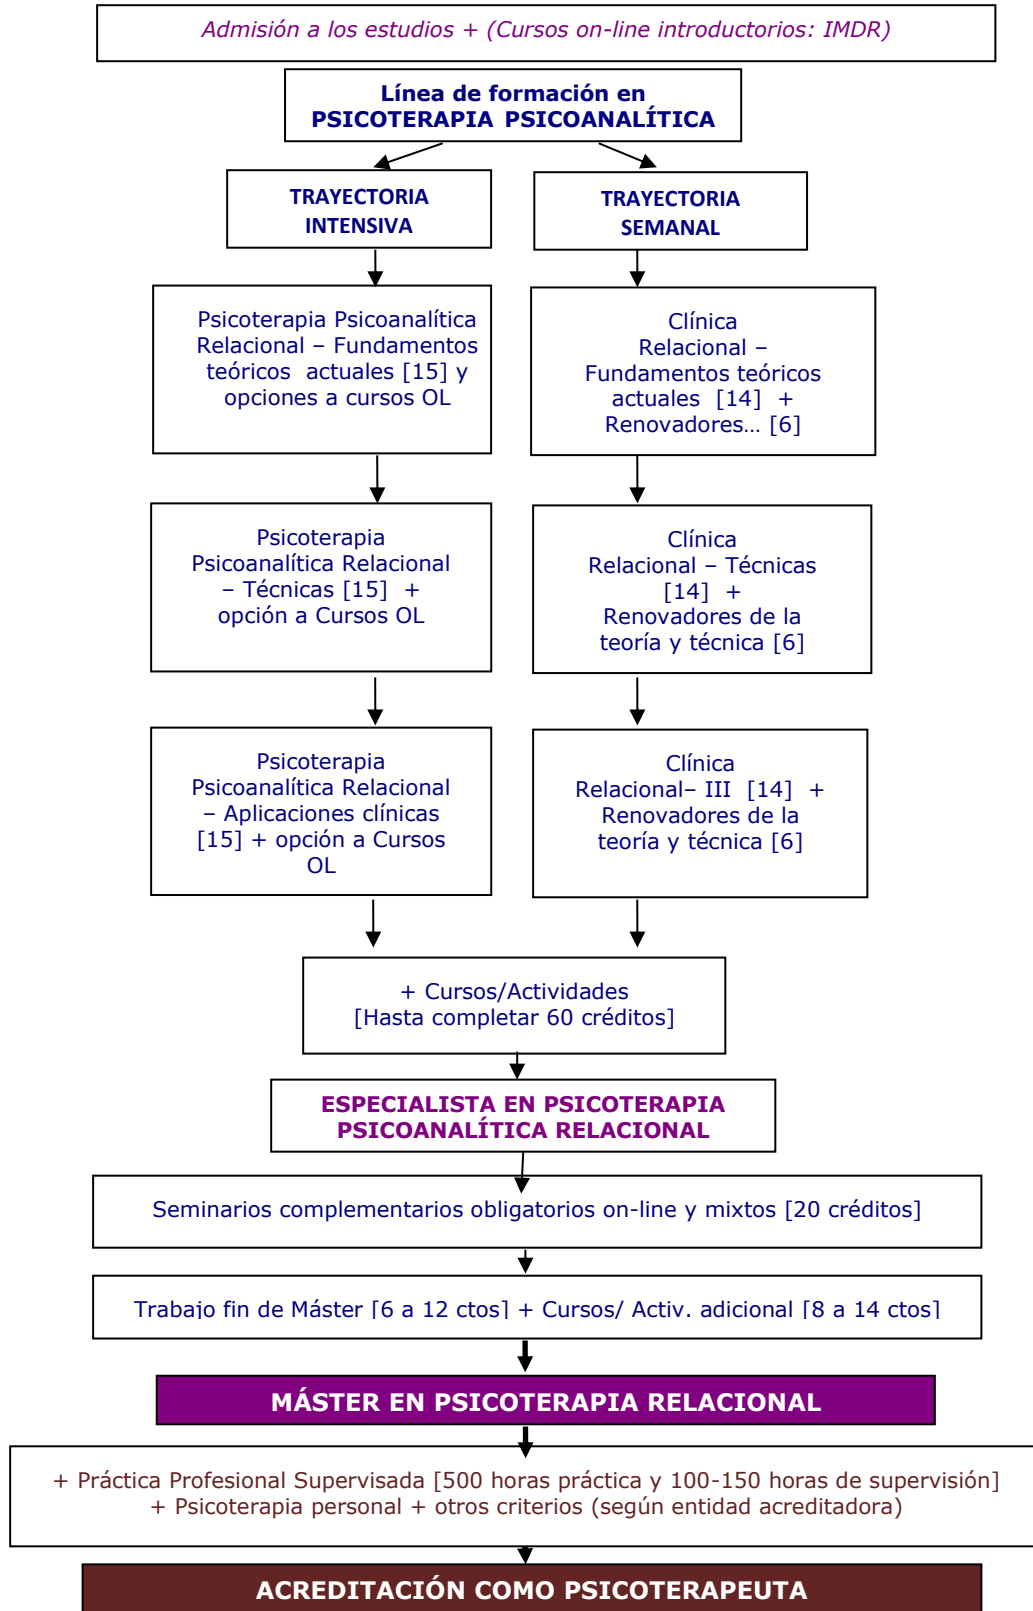 Admisión a los estudios + (Cursos on-line introductorios: IMDR)
Línea de formación en
PSICOTERAPIA PSICOANALÍTICA
TRAYECTORIA
INTENSIVA
TRAYECTORIA
SEMANAL
Psicoterapia Psicoanalítica
Relacional – Fundamentos
teóricos actuales [15] y
opciones a cursos OL
Clínica
Relacional –
Fundamentos teóricos
actuales [14] +
Renovadores… [6]
Psicoterapia
Psicoanalítica Relacional
– Técnicas [15] +
opción a Cursos OL
Clínica
Relacional – Técnicas
[14] +
Renovadores de la
teoría y técnica [6]
Psicoterapia
Psicoanalítica Relacional
– Aplicaciones clínicas
[15] + opción a Cursos
OL
Clínica
Relacional– III [14] +
Renovadores de la
teoría y técnica [6]
+ Cursos/Actividades
[Hasta completar 60 créditos]
ESPECIALISTA EN PSICOTERAPIA
PSICOANALÍTICA RELACIONAL
Seminarios complementarios obligatorios on-line y mixtos [20 créditos]
Trabajo fin de Máster [6 a 12 ctos] + Cursos/ Activ. adicional [8 a 14 ctos]
MÁSTER EN PSICOTERAPIA RELACIONAL
+ Práctica Profesional Supervisada [500 horas práctica y 100-150 horas de supervisión]
+ Psicoterapia personal + otros criterios (según entidad acreditadora)
ACREDITACIÓN COMO PSICOTERAPEUTA